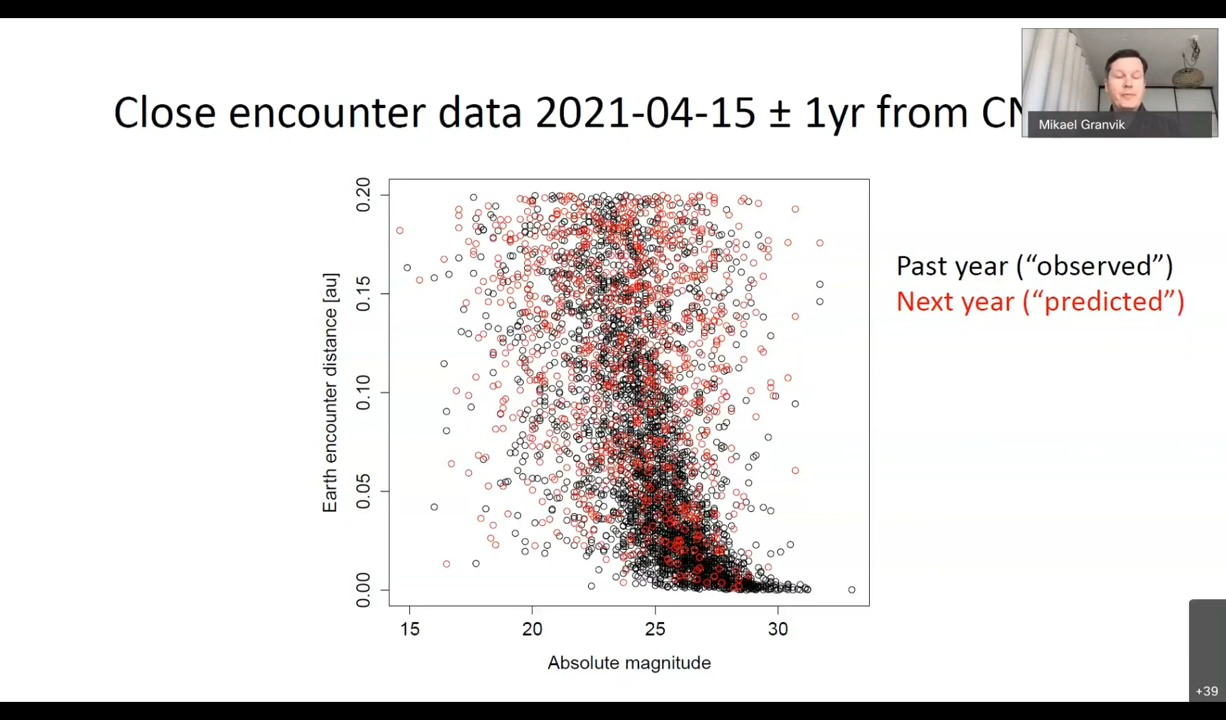 Close encounter data 2021-04-15 ± 1yr from
Mikael Granvik
0.20
0.15
0.10
0.05
0.00
Earth encounter distance [au]
Past year (“observed”)
Next year (“predicted”)
15 20 25 30
Absolute magnitude
+39